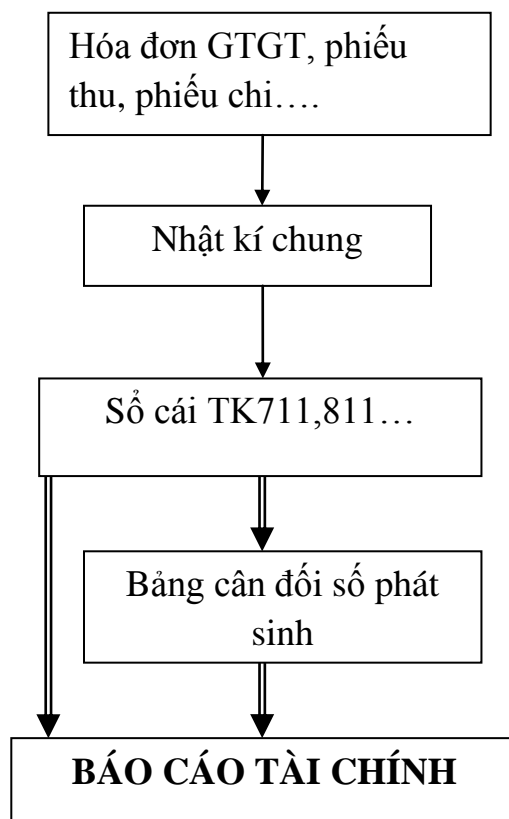 Hóa đơn GTGT, phiếu
thu, phiếu chi….
Nhật kí chung
Sổ cái TK711,811…
Bảng cân đối số phát
sinh
BÁO CÁO TÀI CHÍNH